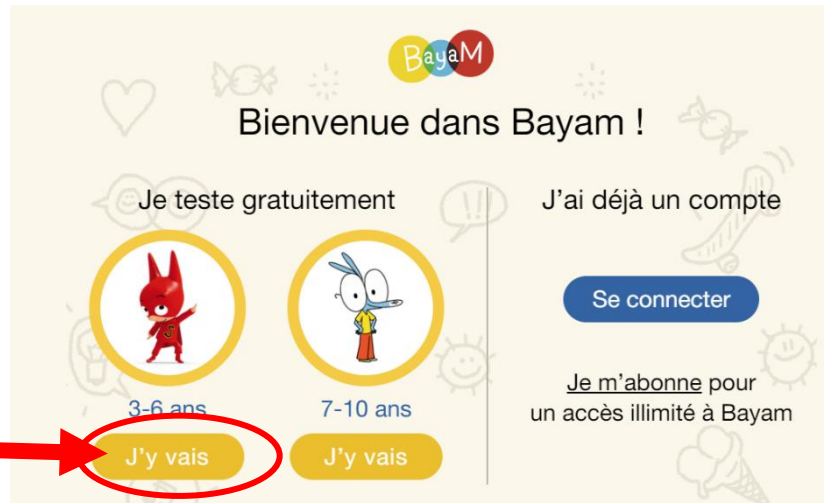 BayaM
Bienvenue dans Bayam !
Je teste gratuitement
3-6 ans
J'y vais
7-10 ans
J'y vais
J'ai déjà un compte
Se connecter
Je m'abonne pour
un accès illimité à Bayam